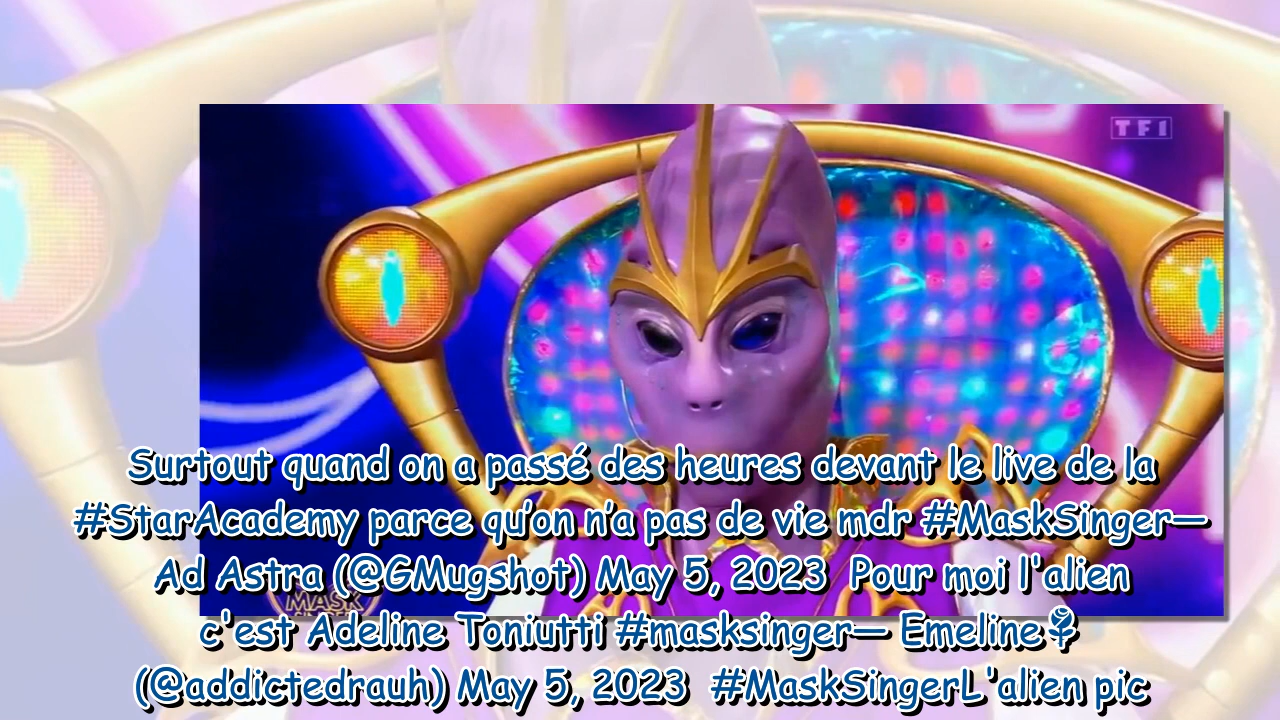 TF1
Surtout quand on a passé des heures devant le live de la
#StarAcademy parce qu'on n'a pas de vie mdr #MaskSinger—
Ad Astra (@GMugshot) May 5, 2023 Pour moi l'alien
MASK
c'est Adeline Toniutti #masksinger— Emeline⚘
(@addictedrauh) May 5, 2023 #MaskSingerL'alien pic